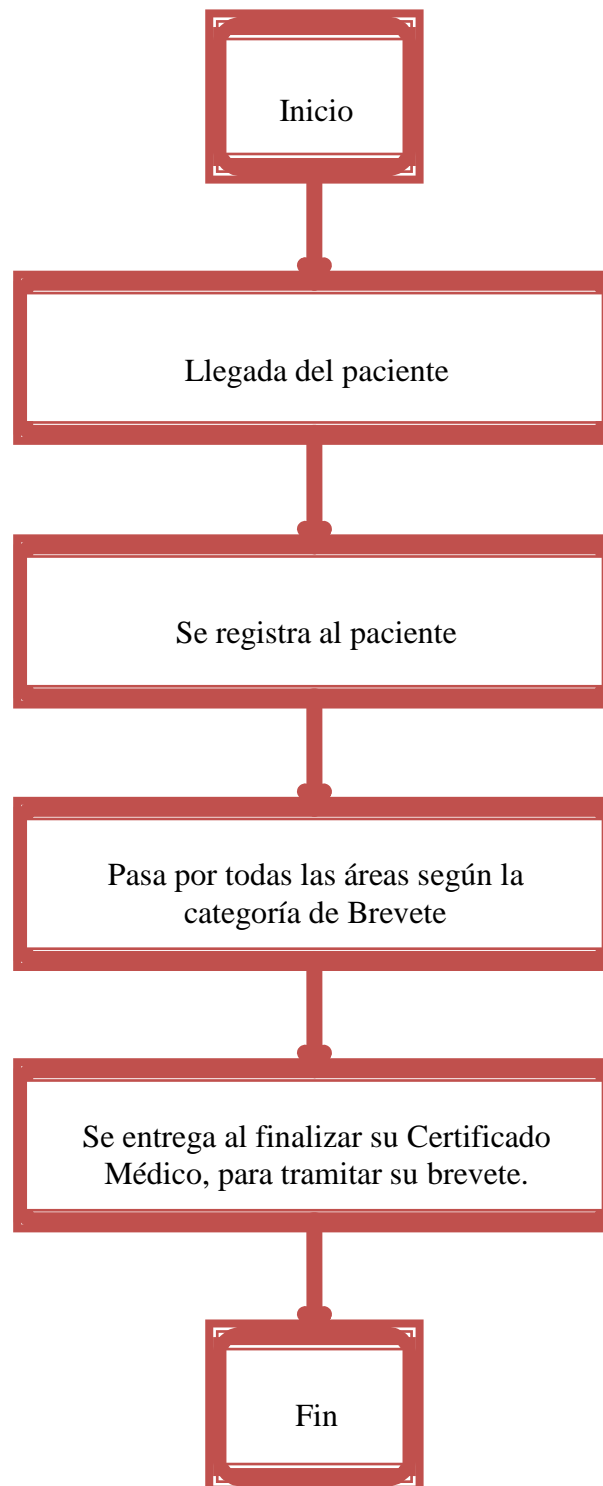 Inicio
Llegada del paciente
Se registra al paciente
Pasa por todas las áreas según la
categoría de Brevete
Se entrega al finalizar su Certificado
Médico, para tramitar su brevete.
Fin